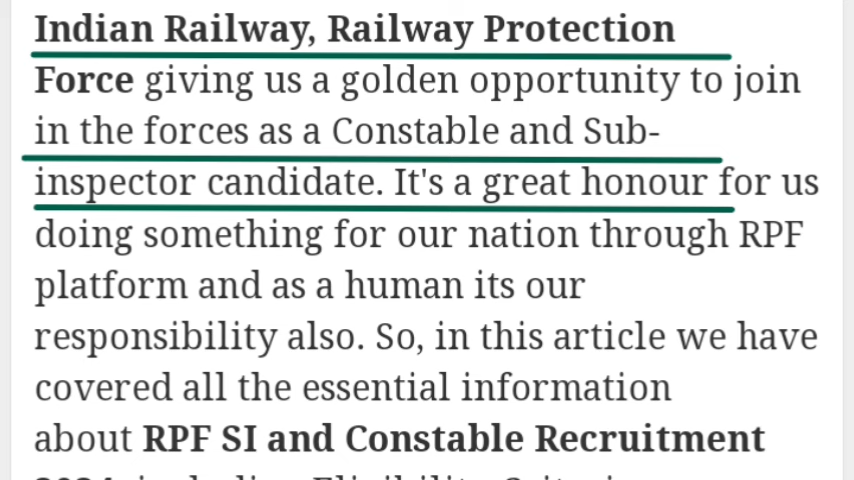 Indian Railway, Railway Protection
Force giving us a golden opportunity to join
in the forces as a Constable and Sub-
inspector candidate. It's a great honour for us
doing something for our nation through RPF
platform and as a human its our
responsibility also. So, in this article we have
covered all the essential information
about RPF SI and Constable Recruitment